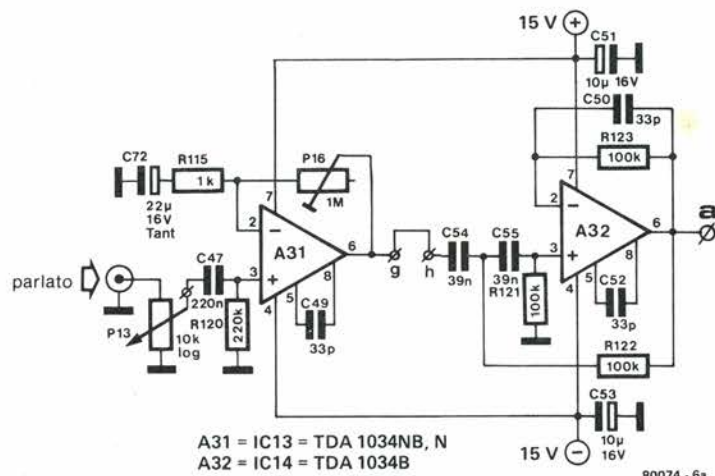 15 V +
C51
10µ 16V
C50
33p
R123
100k
C72
22µ
16V
Tant
R115
1k
P16
1M
7
2
−
A31
6
3
+
4
5
8
C49
33p
parlato
P13
10k
log
C47
220n
R120
220k
g
h
C54
39n
C55
39n
R121
100k
7
2
−
A32
6
3
+
4
5
8
C52
33p
a
R122
100k
C53
10µ
16V
15 V −
A31 = IC13 = TDA 1034NB, N
A32 = IC14 = TDA 1034B
80074 - 6a